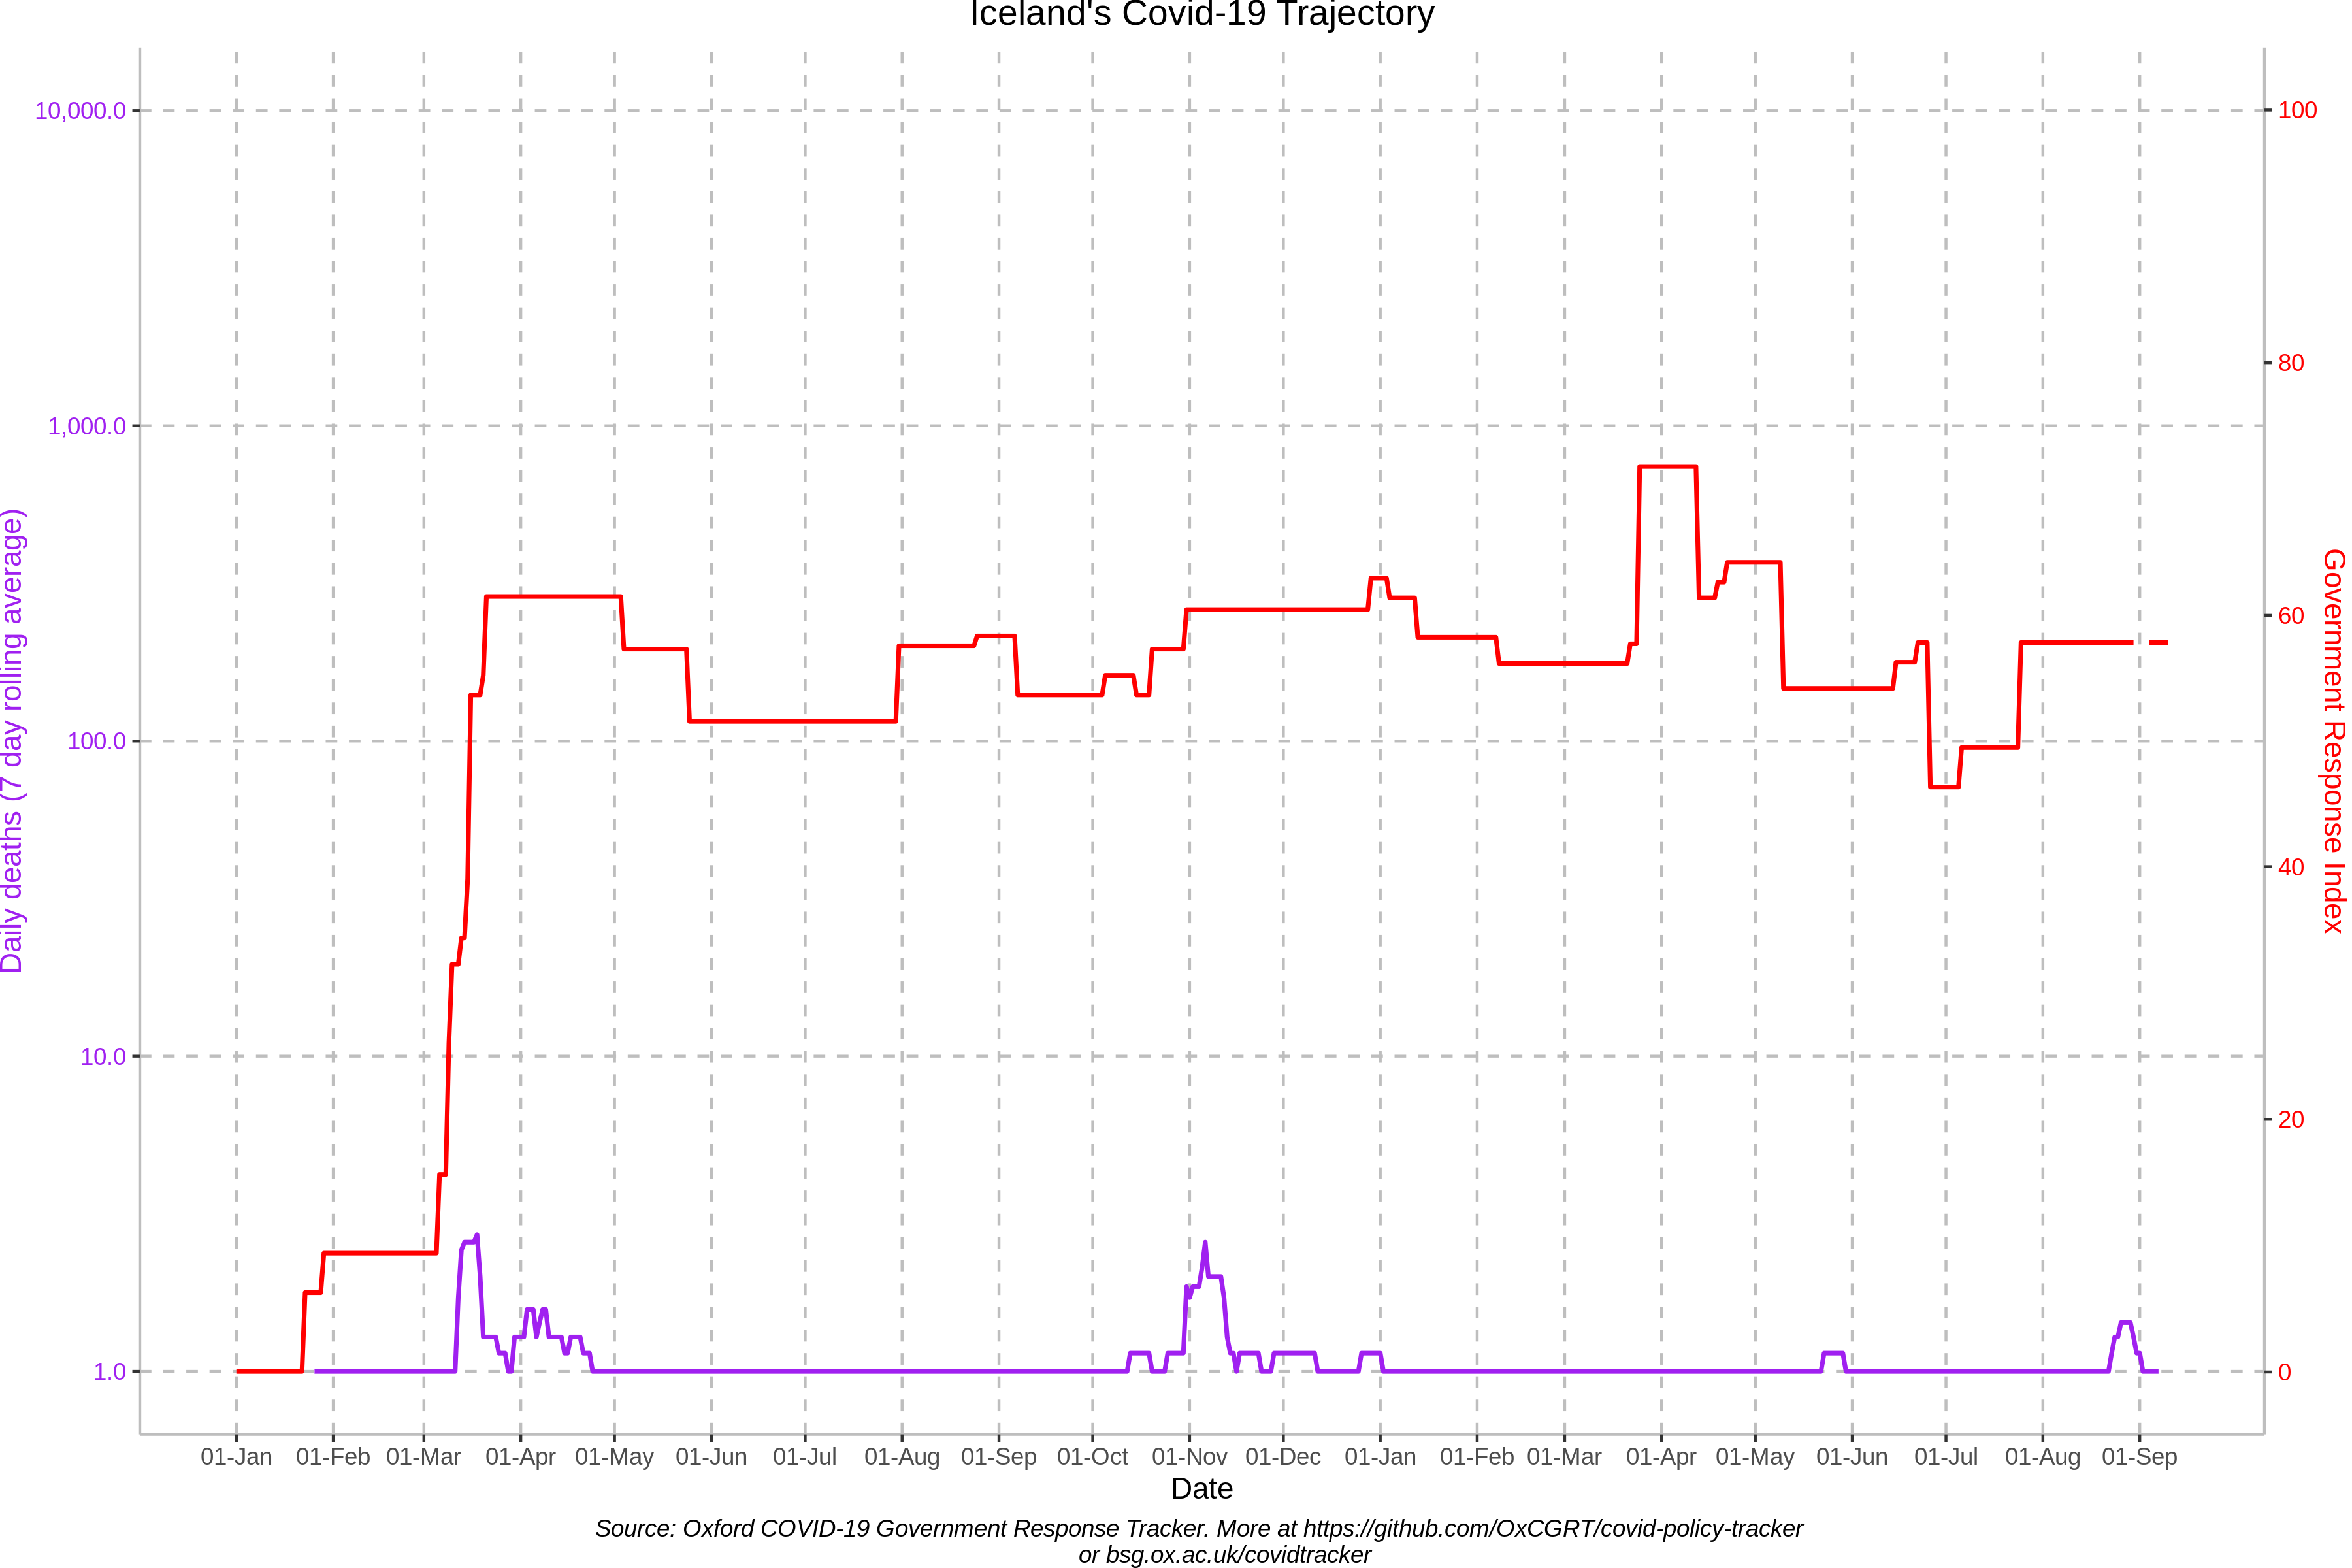 Iceland's Covid-19 Trajectory
10,000.0
1,000.0
100.0
10.0
1.0
Daily deaths (7 day rolling average)
100
80
60
40
20
0
Government Response Index
01-Jan 01-Feb 01-Mar 01-Apr 01-May 01-Jun 01-Jul 01-Aug 01-Sep 01-Oct 01-Nov 01-Dec 01-Jan 01-Feb 01-Mar 01-Apr 01-May 01-Jun 01-Jul 01-Aug 01-Sep
Date
Source: Oxford COVID-19 Government Response Tracker. More at https://github.com/OxCGRT/covid-policy-tracker
or bsg.ox.ac.uk/covidtracker